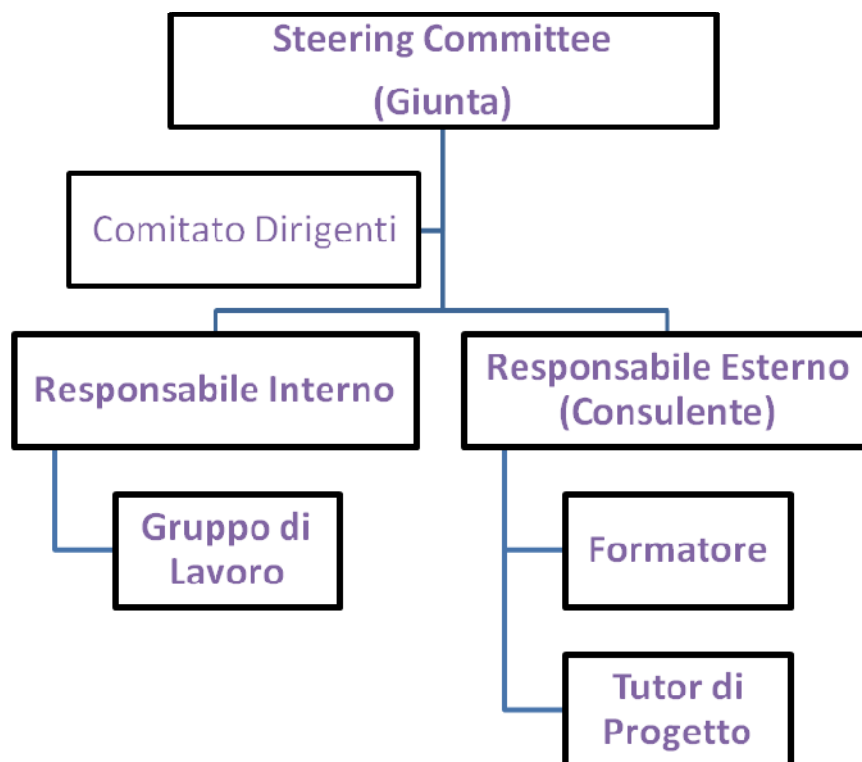 Steering Committee
(Giunta)
Comitato Dirigenti
Responsabile Interno
Responsabile Esterno
(Consulente)
Gruppo di
Lavoro
Formatore
Tutor di
Progetto